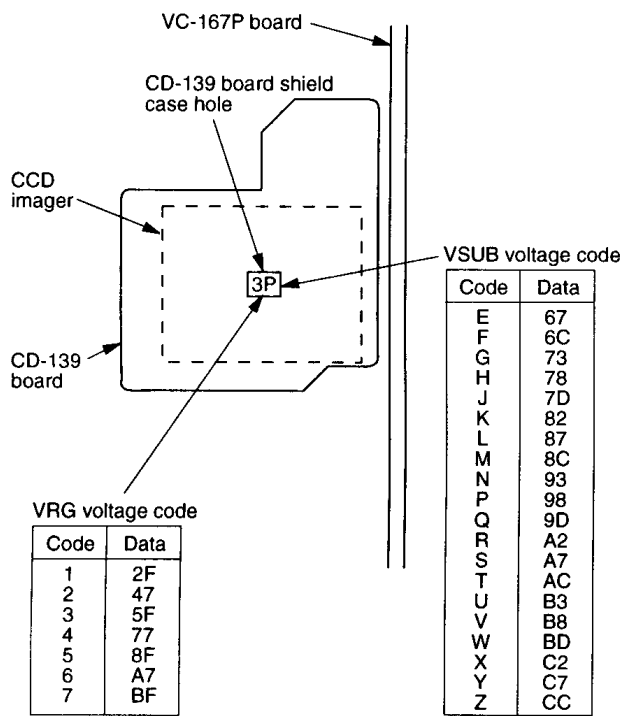 VC-167P board
CD-139 board shield
case hole
CCD
imager
3P
VSUB voltage code
Code Data
E 67
F 6C
G 73
H 78
J 7D
K 82
L 87
M 8C
N 93
P 98
Q 9D
R A2
S A7
T AC
U B3
V B8
W BD
X C2
Y C7
Z CC
CD-139
board
VRG voltage code
Code Data
1 2F
2 47
3 5F
4 77
5 8F
6 A7
7 BF